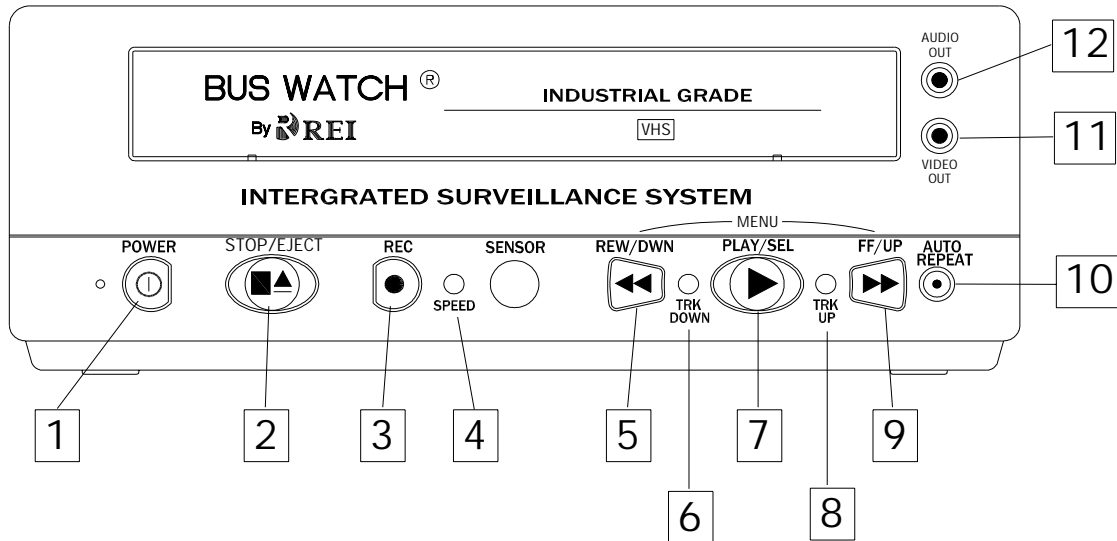 AUDIO
OUT
12
BUS WATCH ®
INDUSTRIAL GRADE
By REI
VHS
11
VIDEO
OUT
INTERGRATED SURVEILLANCE SYSTEM
MENU
POWER
STOP/EJECT
REC
SENSOR
REW/DWN
PLAY/SEL
FF/UP
AUTO
REPEAT
10
SPEED
TRK
DOWN
TRK
UP
1
2
3
4
5
7
9
6
8